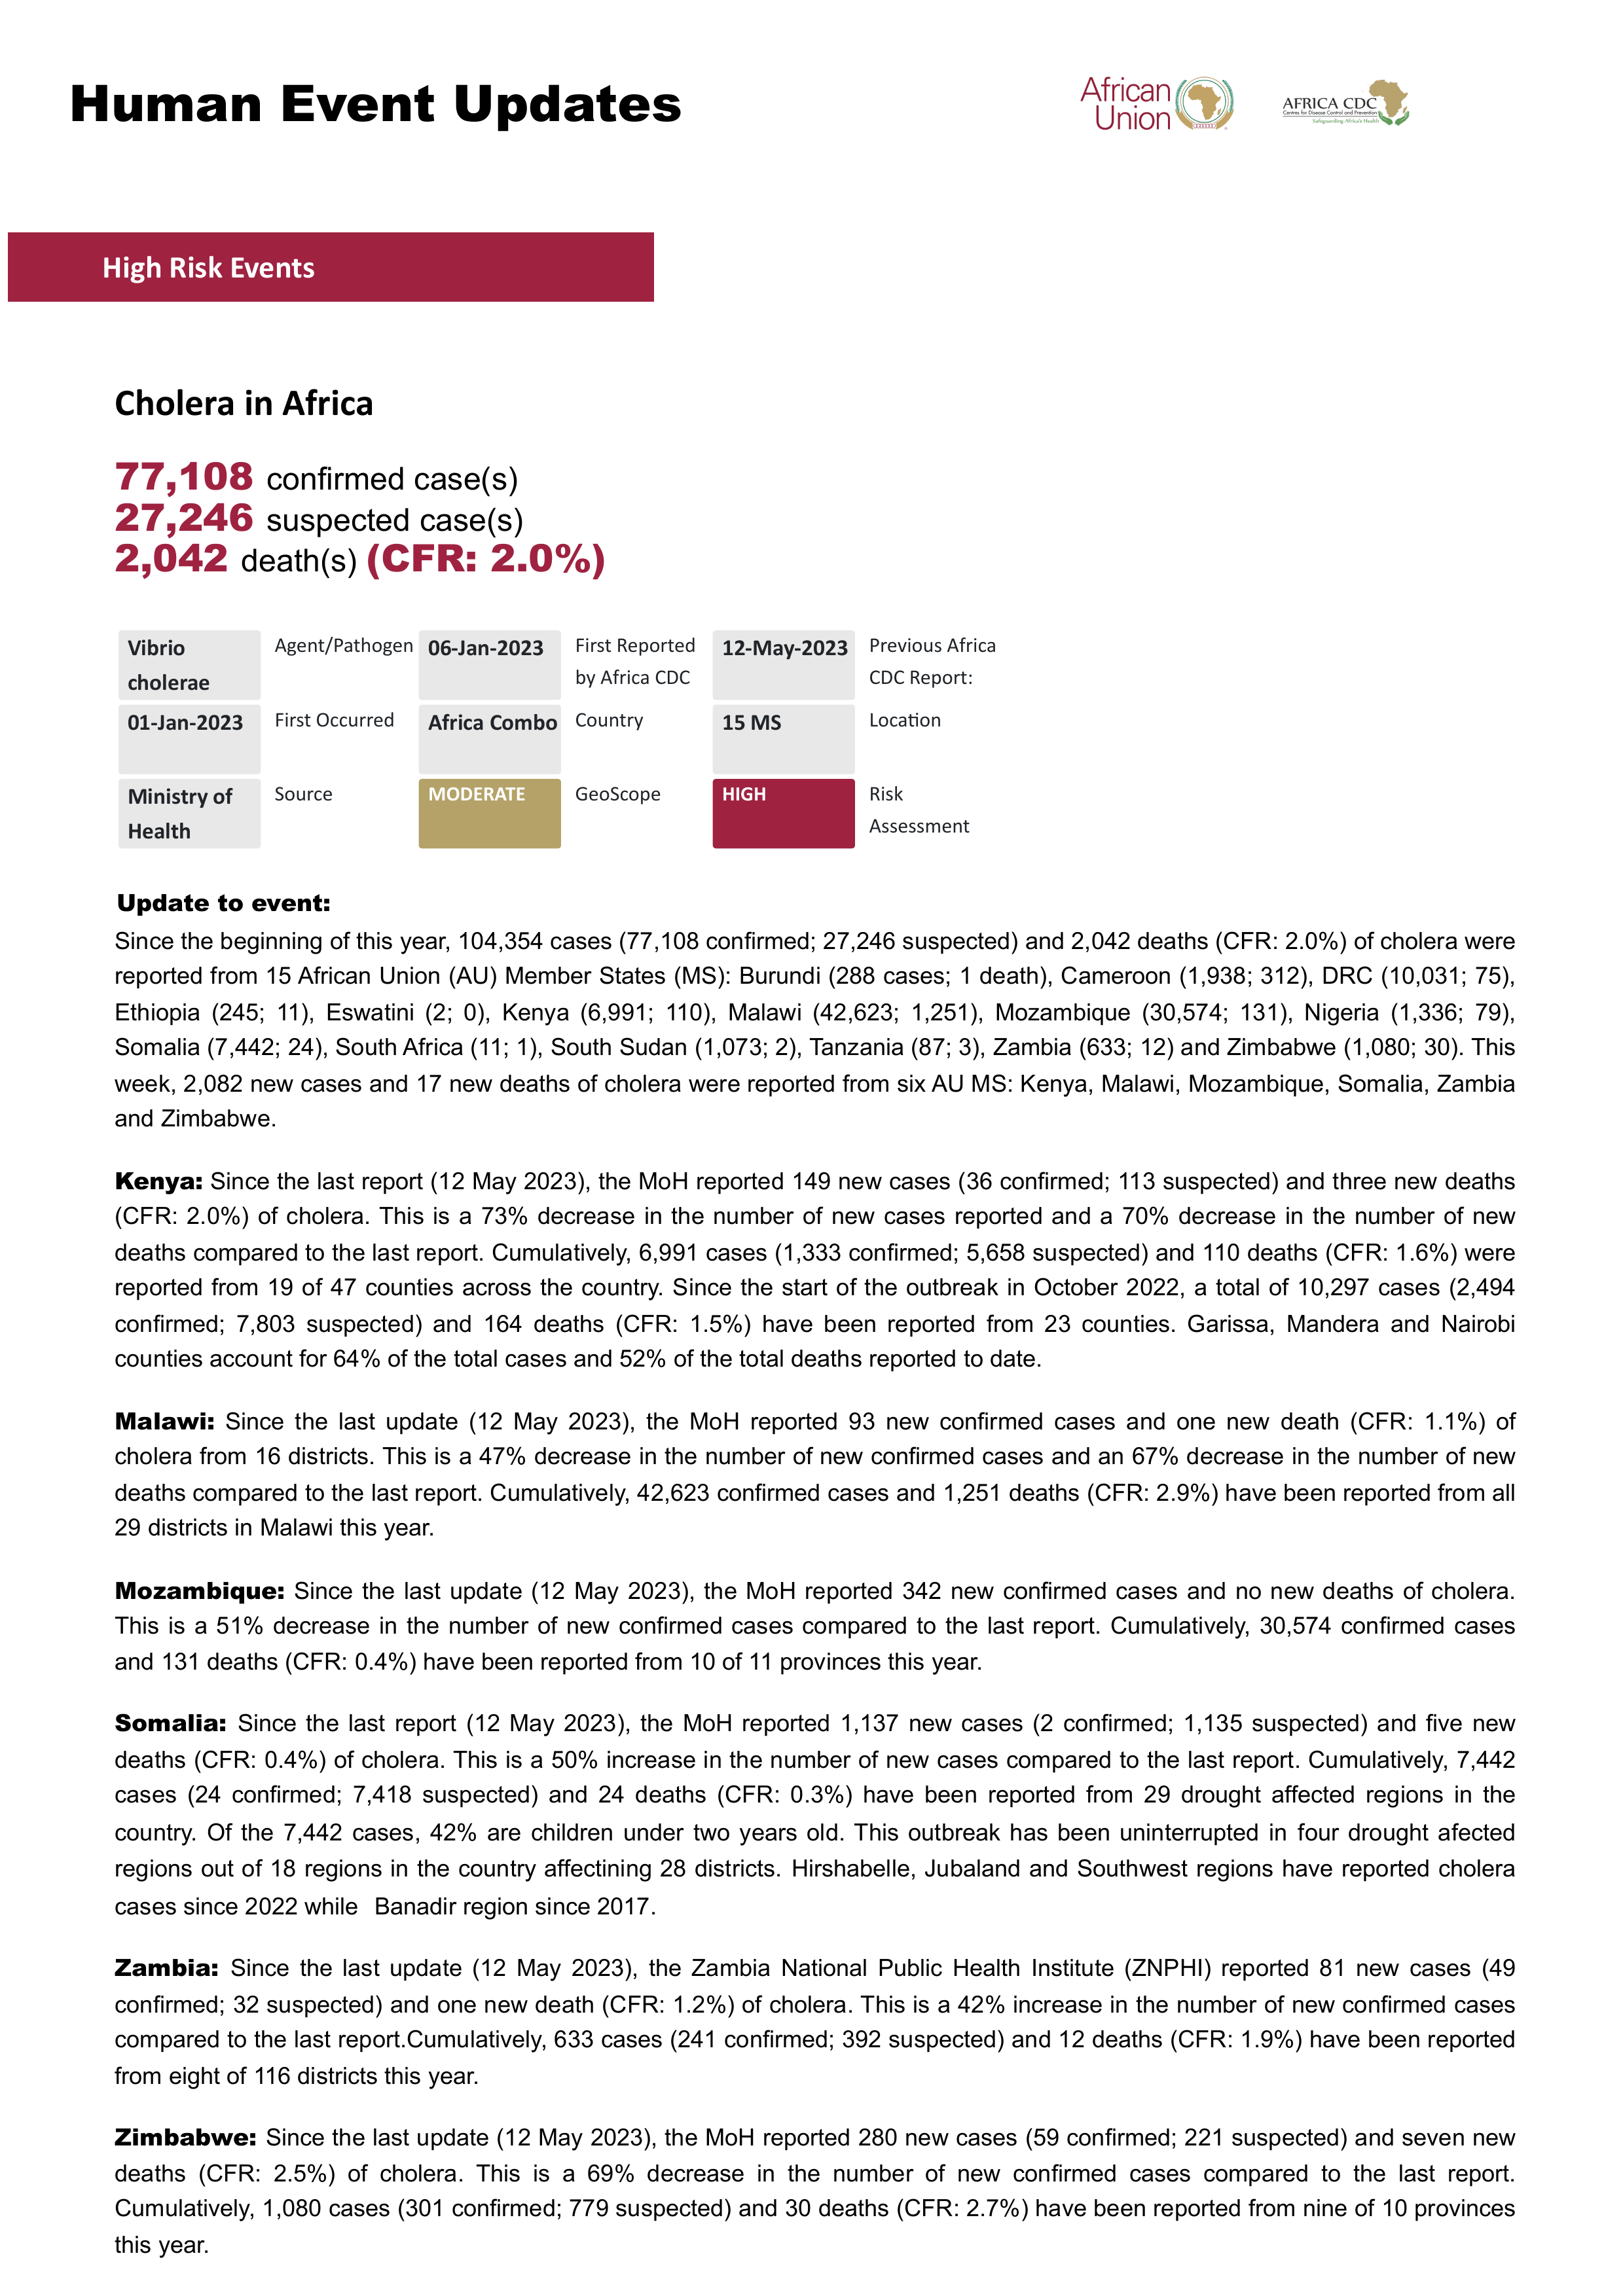 Human Event Updates
African
Union
AFRICA CDC
Centres for Disease Control and Prevention
Safeguarding Africa's Health
High Risk Events
Cholera in Africa
77,108 confirmed case(s)
27,246 suspected case(s)
2,042 death(s) (CFR: 2.0%)
Vibrio
cholerae
Agent/Pathogen
06-Jan-2023
First Reported
by Africa CDC
12-May-2023
Previous Africa
CDC Report:
01-Jan-2023
First Occurred
Africa Combo
Country
15 MS
Location
Ministry of
Health
Source
MODERATE
GeoScope
HIGH
Risk
Assessment
Update to event:
Since the beginning of this year, 104,354 cases (77,108 confirmed; 27,246 suspected) and 2,042 deaths (CFR: 2.0%) of cholera were
reported from 15 African Union (AU) Member States (MS): Burundi (288 cases; 1 death), Cameroon (1,938; 312), DRC (10,031; 75),
Ethiopia (245; 11), Eswatini (2; 0), Kenya (6,991; 110), Malawi (42,623; 1,251), Mozambique (30,574; 131), Nigeria (1,336; 79),
Somalia (7,442; 24), South Africa (11; 1), South Sudan (1,073; 2), Tanzania (87; 3), Zambia (633; 12) and Zimbabwe (1,080; 30). This
week, 2,082 new cases and 17 new deaths of cholera were reported from six AU MS: Kenya, Malawi, Mozambique, Somalia, Zambia
and Zimbabwe.
Kenya: Since the last report (12 May 2023), the MoH reported 149 new cases (36 confirmed; 113 suspected) and three new deaths
(CFR: 2.0%) of cholera. This is a 73% decrease in the number of new cases reported and a 70% decrease in the number of new
deaths compared to the last report. Cumulatively, 6,991 cases (1,333 confirmed; 5,658 suspected) and 110 deaths (CFR: 1.6%) were
reported from 19 of 47 counties across the country. Since the start of the outbreak in October 2022, a total of 10,297 cases (2,494
confirmed; 7,803 suspected) and 164 deaths (CFR: 1.5%) have been reported from 23 counties. Garissa, Mandera and Nairobi
counties account for 64% of the total cases and 52% of the total deaths reported to date.
Malawi: Since the last update (12 May 2023), the MoH reported 93 new confirmed cases and one new death (CFR: 1.1%) of
cholera from 16 districts. This is a 47% decrease in the number of new confirmed cases and an 67% decrease in the number of new
deaths compared to the last report. Cumulatively, 42,623 confirmed cases and 1,251 deaths (CFR: 2.9%) have been reported from all
29 districts in Malawi this year.
Mozambique: Since the last update (12 May 2023), the MoH reported 342 new confirmed cases and no new deaths of cholera.
This is a 51% decrease in the number of new confirmed cases compared to the last report. Cumulatively, 30,574 confirmed cases
and 131 deaths (CFR: 0.4%) have been reported from 10 of 11 provinces this year.
Somalia: Since the last report (12 May 2023), the MoH reported 1,137 new cases (2 confirmed; 1,135 suspected) and five new
deaths (CFR: 0.4%) of cholera. This is a 50% increase in the number of new cases compared to the last report. Cumulatively, 7,442
cases (24 confirmed; 7,418 suspected) and 24 deaths (CFR: 0.3%) have been reported from 29 drought affected regions in the
country. Of the 7,442 cases, 42% are children under two years old. This outbreak has been uninterrupted in four drought afected
regions out of 18 regions in the country affectining 28 districts. Hirshabelle, Jubaland and Southwest regions have reported cholera
cases since 2022 while Banadir region since 2017.
Zambia: Since the last update (12 May 2023), the Zambia National Public Health Institute (ZNPHI) reported 81 new cases (49
confirmed; 32 suspected) and one new death (CFR: 1.2%) of cholera. This is a 42% increase in the number of new confirmed cases
compared to the last report.Cumulatively, 633 cases (241 confirmed; 392 suspected) and 12 deaths (CFR: 1.9%) have been reported
from eight of 116 districts this year.
Zimbabwe: Since the last update (12 May 2023), the MoH reported 280 new cases (59 confirmed; 221 suspected) and seven new
deaths (CFR: 2.5%) of cholera. This is a 69% decrease in the number of new confirmed cases compared to the last report.
Cumulatively, 1,080 cases (301 confirmed; 779 suspected) and 30 deaths (CFR: 2.7%) have been reported from nine of 10 provinces
this year.